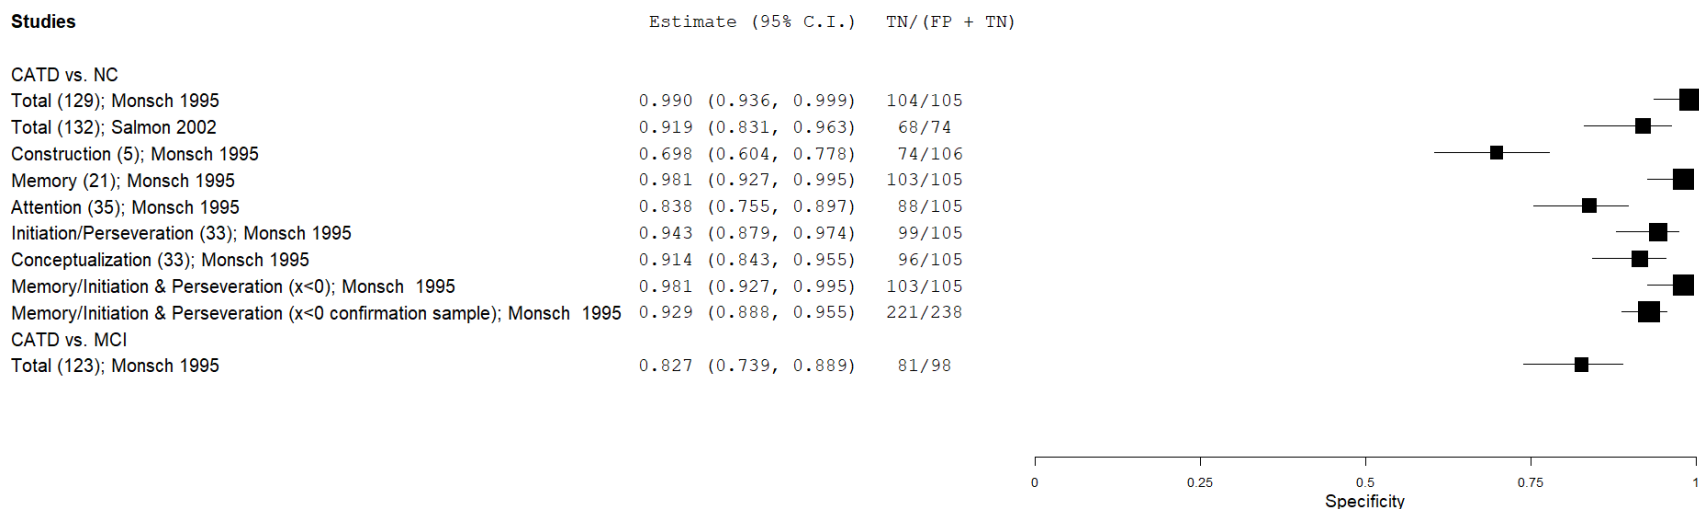 Studies Estimate (95% C.I.) TN/(FP + TN)
CATD vs. NC
Total (129); Monsch 1995 0.990 (0.936, 0.999) 104/105
Total (132); Salmon 2002 0.919 (0.831, 0.963) 68/74
Construction (5); Monsch 1995 0.698 (0.604, 0.778) 74/106
Memory (21); Monsch 1995 0.981 (0.927, 0.995) 103/105
Attention (35); Monsch 1995 0.838 (0.755, 0.897) 88/105
Initiation/Perseveration (33); Monsch 1995 0.943 (0.879, 0.974) 99/105
Conceptualization (33); Monsch 1995 0.914 (0.843, 0.955) 96/105
Memory/Initiation & Perseveration (x<0); Monsch 1995 0.981 (0.927, 0.995) 103/105
Memory/Initiation & Perseveration (x<0 confirmation sample); Monsch 1995 0.929 (0.888, 0.955) 221/238
CATD vs. MCI
Total (123); Monsch 1995 0.827 (0.739, 0.889) 81/98
0 0.25 0.5 0.75 1
Specificity